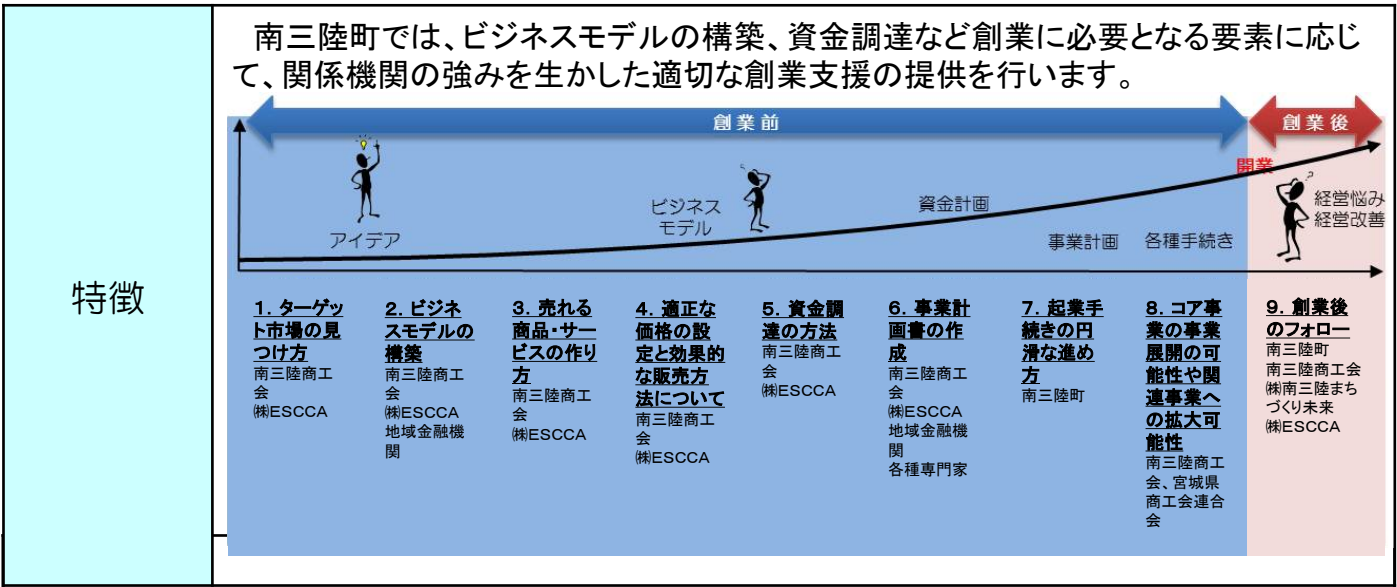 特徴
南三陸町では、ビジネスモデルの構築、資金調達など創業に必要となる要素に応じ
て、関係機関の強みを生かした適切な創業支援の提供を行います。
創業前
創業後
開業
アイデア
ビジネス
モデル
資金計画
事業計画
各種手続き
経営悩み
経営改善
1．ターゲッ
ト市場の見
つけ方
南三陸商工
会
㈱ESCCA
2．ビジネ
スモデルの
構築
南三陸商工
会
㈱ESCCA
地域金融機
関
3．売れる
商品・サー
ビスの作り
方
南三陸商工
会
㈱ESCCA
4．適正な
価格の設
定と効果的
な販売方
法について
南三陸商工
会
㈱ESCCA
5．資金調
達の方法
南三陸商工
会
㈱ESCCA
6．事業計
画書の作
成
南三陸商工
会
㈱ESCCA
地域金融機
関
各種専門家
7．起業手
続きの円
滑な進め
方
南三陸町
8．コア事
業の事業
展開の可
能性や関
連事業へ
の拡大可
能性
南三陸商工
会、宮城県
商工会連合
会
9．創業後
のフォロー
南三陸町
南三陸商工会
㈱南三陸まち
づくり未来
㈱ESCCA